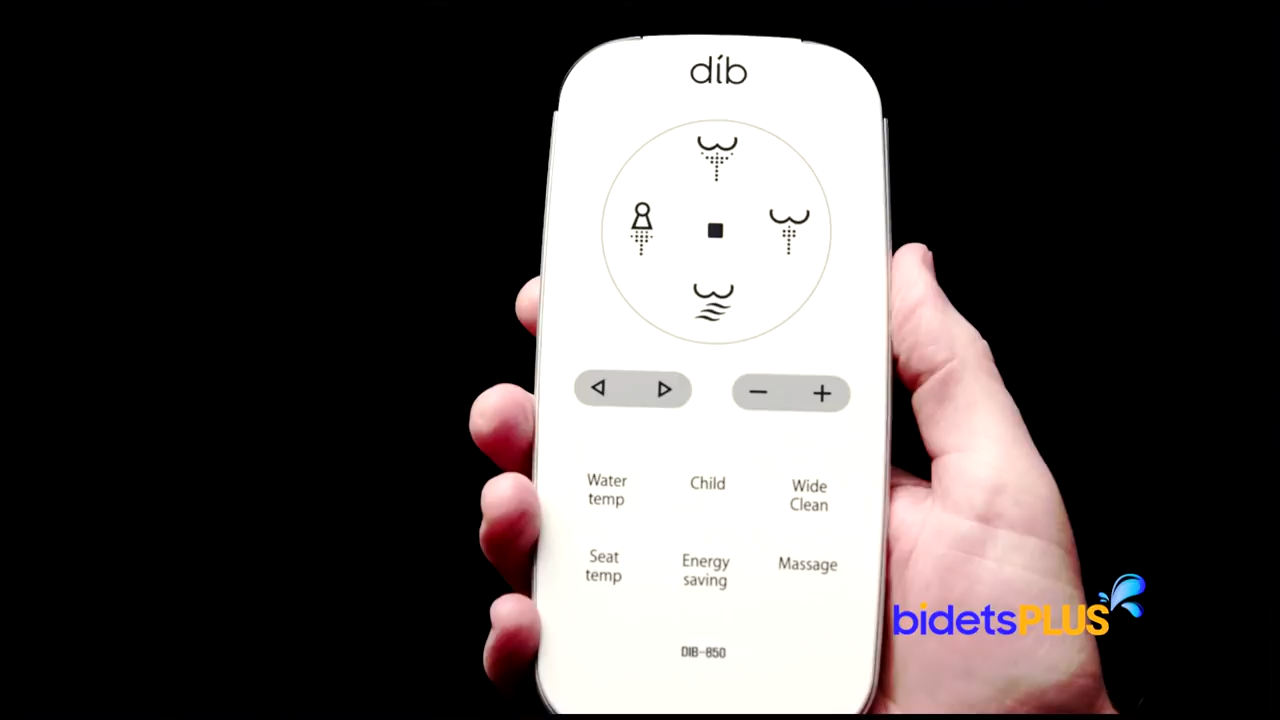 díb
Water
temp
Child
Wide
Clean
Seat
temp
Energy
saving
Massage
DIB-850
bidetsPLUS